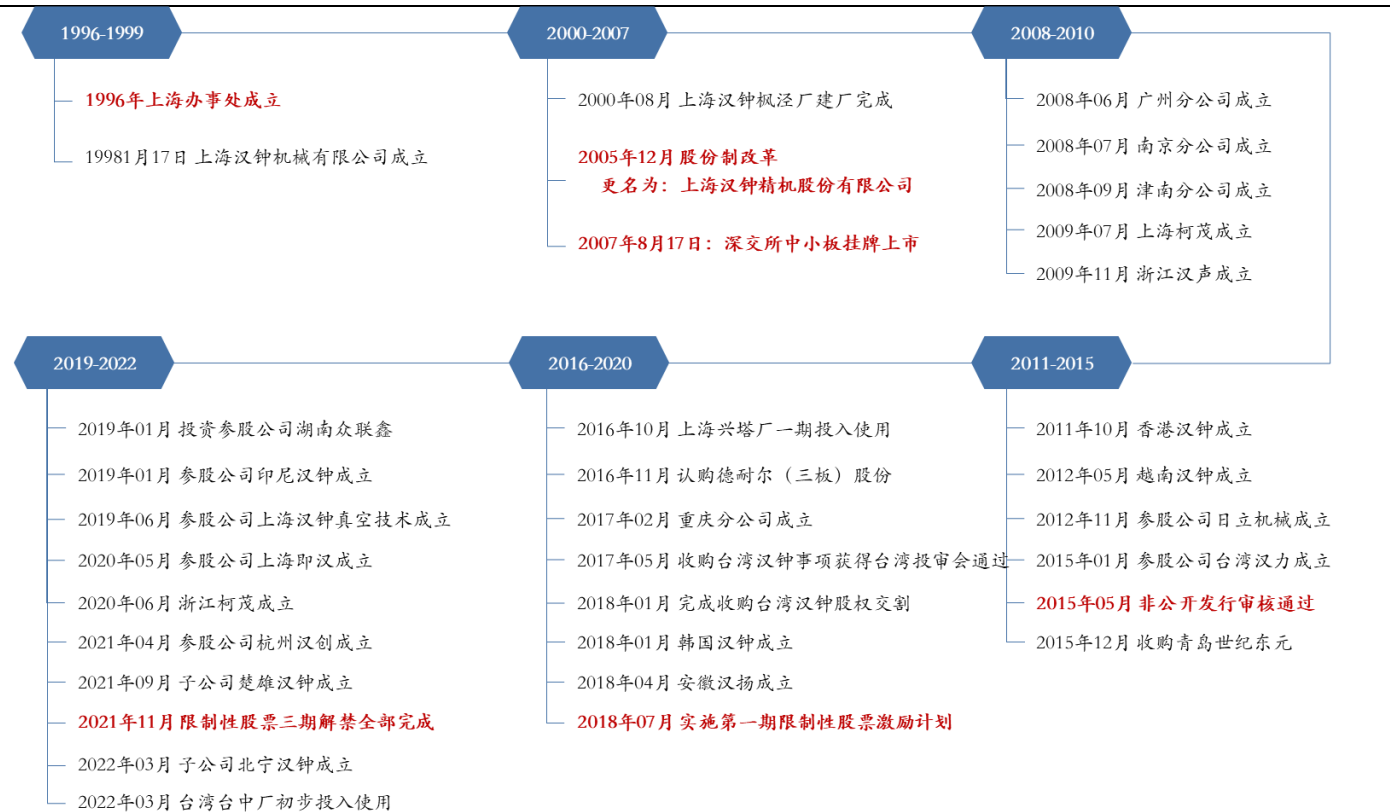 1996-1999
1996年上海办事处成立
19981月17日 上海汉钟机械有限公司成立
2000-2007
2000年08月 上海汉钟枫泾厂建厂完成
2005年12月 股份制改革
更名为：上海汉钟精机股份有限公司
2007年8月17日：深交所中小板挂牌上市
2008-2010
2008年06月 广州分公司成立
2008年07月 南京分公司成立
2008年09月 津南分公司成立
2009年07月 上海柯茂成立
2009年11月 浙江汉声成立
2011-2015
2011年10月 香港汉钟成立
2012年05月 越南汉钟成立
2012年11月 参股公司日立机械成立
2015年01月 参股公司台湾汉力成立
2015年05月 非公开发行审核通过
2015年12月 收购青岛世纪东元
2016-2020
2016年10月 上海兴塔厂一期投入使用
2016年11月 认购德耐尔（三板）股份
2017年02月 重庆分公司成立
2017年05月 收购台湾汉钟事项获得台湾投审会通过
2018年01月 完成收购台湾汉钟股权交割
2018年01月 韩国汉钟成立
2018年04月 安徽汉扬成立
2018年07月 实施第一期限制性股票激励计划
2019-2022
2019年01月 投资参股公司湖南众联鑫
2019年01月 参股公司印尼汉钟成立
2019年06月 参股公司上海汉钟真空技术成立
2020年05月 参股公司上海即汉成立
2020年06月 浙江柯茂成立
2021年04月 参股公司杭州汉创成立
2021年09月 子公司楚雄汉钟成立
2021年11月 限制性股票三期解禁全部完成
2022年03月 子公司北宁汉钟成立
2022年03月 台湾台中厂初步投入使用